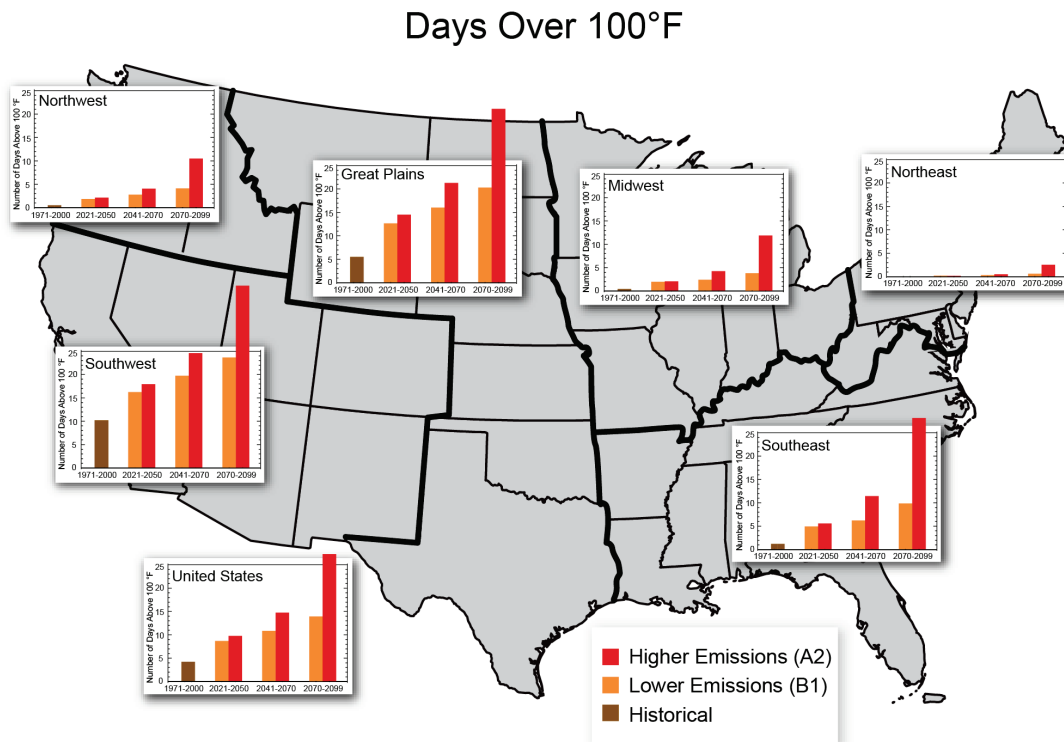 Days Over 100°F
Northwest
Number of Days Above 100 °F
25
20
15
10
5
0
1971-2000 2021-2050 2041-2070 2070-2099
Great Plains
Number of Days Above 100 °F
25
20
15
10
5
0
1971-2000 2021-2050 2041-2070 2070-2099
Midwest
Number of Days Above 100 °F
25
20
15
10
5
0
1971-2000 2021-2050 2041-2070 2070-2099
Northeast
Number of Days Above 100 °F
25
20
15
10
5
0
1971-2000 2021-2050 2041-2070 2070-2099
Southwest
Number of Days Above 100 °F
25
20
15
10
5
0
1971-2000 2021-2050 2041-2070 2070-2099
Southeast
Number of Days Above 100 °F
25
20
15
10
5
0
1971-2000 2021-2050 2041-2070 2070-2099
United States
Number of Days Above 100 °F
25
20
15
10
5
0
1971-2000 2021-2050 2041-2070 2070-2099
Higher Emissions (A2)
Lower Emissions (B1)
Historical